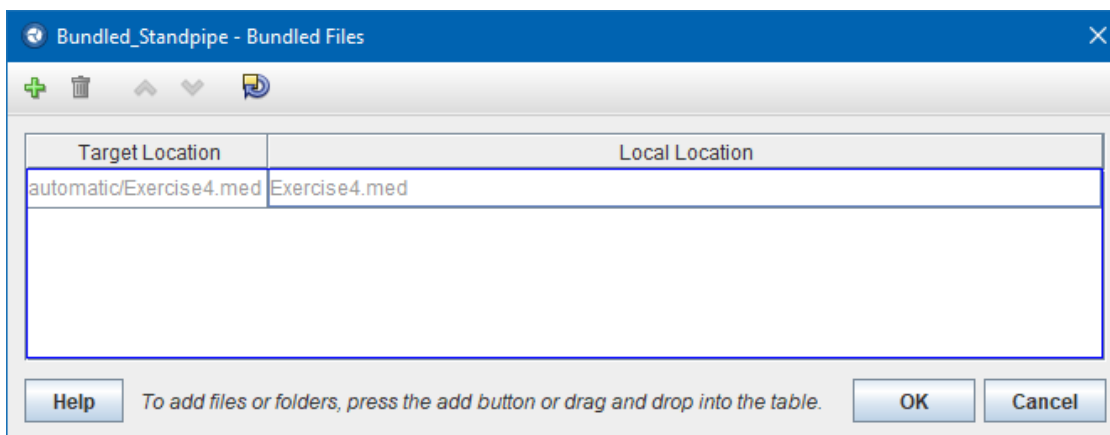 Bundled_Standpipe - Bundled Files
Target Location Local Location
automatic/Exercise4.med Exercise4.med
Help To add files or folders, press the add button or drag and drop into the table. OK Cancel